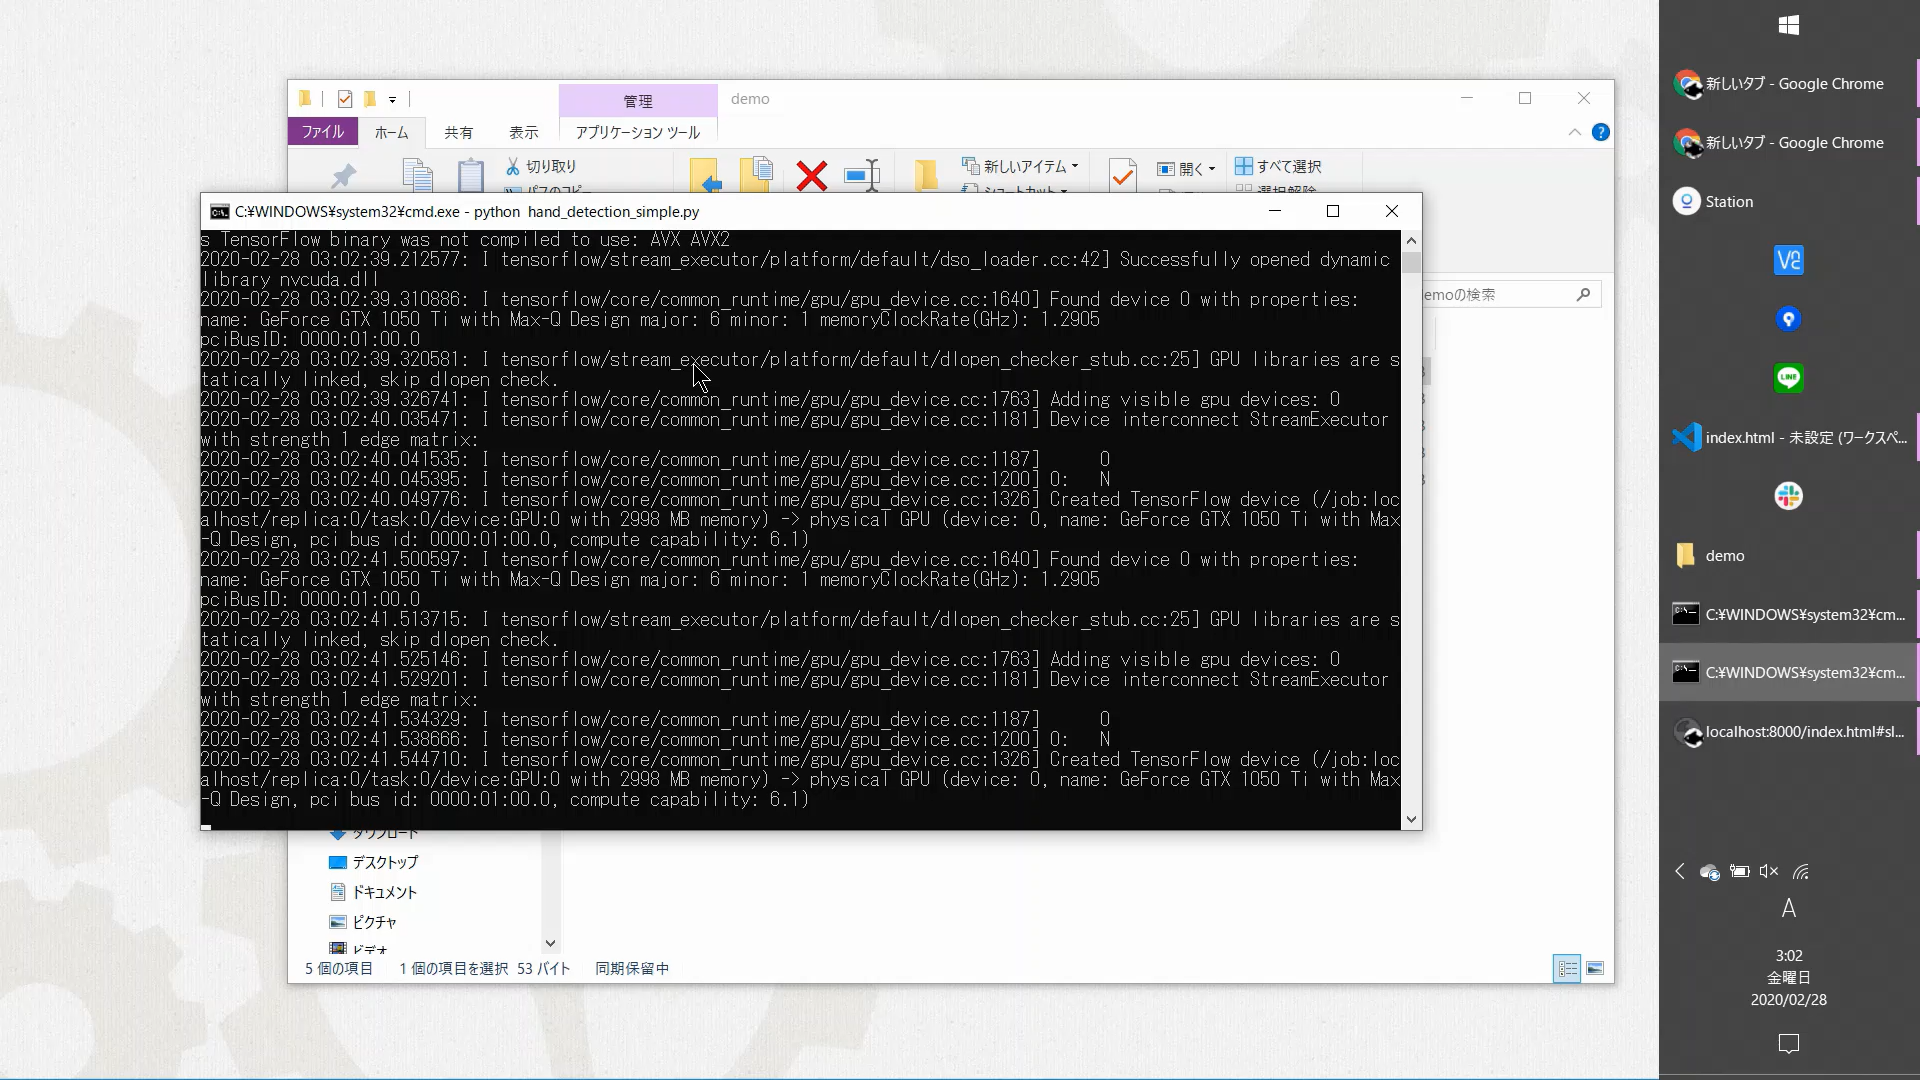 管理
demo
ファイル
ホーム
共有
表示
アプリケーション ツール
切り取り
新しいアイテム
開く
すべて選択
C:¥WINDOWS¥system32¥cmd.exe - python  hand_detection_simple.py
s TensorFlow binary was not compiled to use: AVX AVX2
2020-02-28 03:02:39.212577: I tensorflow/stream_executor/platform/default/dso_loader.cc:42] Successfully opened dynamic
library nvcuda.dll
2020-02-28 03:02:39.310886: I tensorflow/core/common_runtime/gpu/gpu_device.cc:1640] Found device 0 with properties:
name: GeForce GTX 1050 Ti with Max-Q Design major: 6 minor: 1 memoryClockRate(GHz): 1.2905
pciBusID: 0000:01:00.0
2020-02-28 03:02:39.320581: I tensorflow/stream_executor/platform/default/dlopen_checker_stub.cc:25] GPU libraries are s
tatically linked, skip dlopen check.
2020-02-28 03:02:39.326741: I tensorflow/core/common_runtime/gpu/gpu_device.cc:1763] Adding visible gpu devices: 0
2020-02-28 03:02:40.035471: I tensorflow/core/common_runtime/gpu/gpu_device.cc:1181] Device interconnect StreamExecutor
with strength 1 edge matrix:
2020-02-28 03:02:40.041535: I tensorflow/core/common_runtime/gpu/gpu_device.cc:1187]      0
2020-02-28 03:02:40.045395: I tensorflow/core/common_runtime/gpu/gpu_device.cc:1200] 0:   N
2020-02-28 03:02:40.049776: I tensorflow/core/common_runtime/gpu/gpu_device.cc:1326] Created TensorFlow device (/job:loc
alhost/replica:0/task:0/device:GPU:0 with 2998 MB memory) -> physical GPU (device: 0, name: GeForce GTX 1050 Ti with Max
-Q Design, pci bus id: 0000:01:00.0, compute capability: 6.1)
2020-02-28 03:02:41.500597: I tensorflow/core/common_runtime/gpu/gpu_device.cc:1640] Found device 0 with properties:
name: GeForce GTX 1050 Ti with Max-Q Design major: 6 minor: 1 memoryClockRate(GHz): 1.2905
pciBusID: 0000:01:00.0
2020-02-28 03:02:41.513715: I tensorflow/stream_executor/platform/default/dlopen_checker_stub.cc:25] GPU libraries are s
tatically linked, skip dlopen check.
2020-02-28 03:02:41.525146: I tensorflow/core/common_runtime/gpu/gpu_device.cc:1763] Adding visible gpu devices: 0
2020-02-28 03:02:41.529201: I tensorflow/core/common_runtime/gpu/gpu_device.cc:1181] Device interconnect StreamExecutor
with strength 1 edge matrix:
2020-02-28 03:02:41.534329: I tensorflow/core/common_runtime/gpu/gpu_device.cc:1187]      0
2020-02-28 03:02:41.538666: I tensorflow/core/common_runtime/gpu/gpu_device.cc:1200] 0:   N
2020-02-28 03:02:41.544710: I tensorflow/core/common_runtime/gpu/gpu_device.cc:1326] Created TensorFlow device (/job:loc
alhost/replica:0/task:0/device:GPU:0 with 2998 MB memory) -> physical GPU (device: 0, name: GeForce GTX 1050 Ti with Max
-Q Design, pci bus id: 0000:01:00.0, compute capability: 6.1)
emoの検索
ダウンロード
デスクトップ
ドキュメント
ピクチャ
ビデオ
5 個の項目
1 個の項目を選択 53 バイト
同期保留中
新しいタブ - Google Chrome
新しいタブ - Google Chrome
Station
LINE
index.html - 未設定 (ワークスペ...
demo
C:¥WINDOWS¥system32¥cm...
C:¥WINDOWS¥system32¥cm...
localhost:8000/index.html#sl...
A
3:02
金曜日
2020/02/28